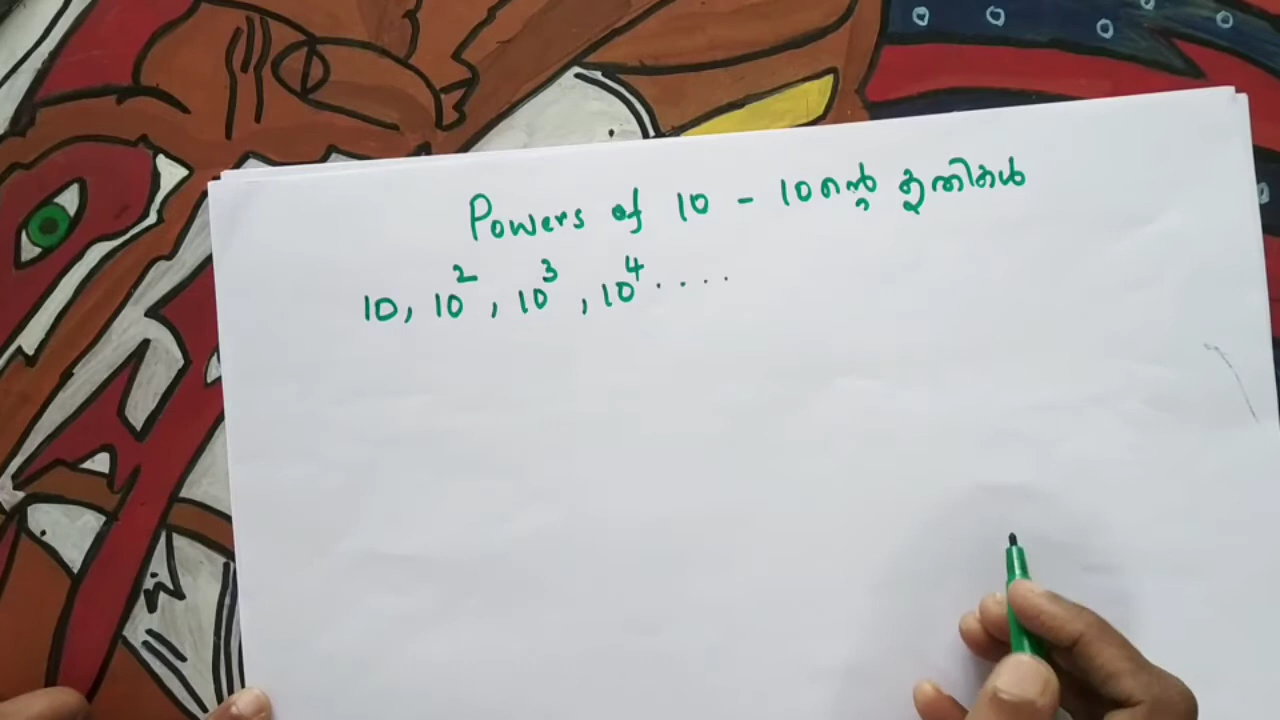 Powers of 10 - 10ന്റെ കൃതികൾ
10, 10², 10³, 10⁴ . . . .